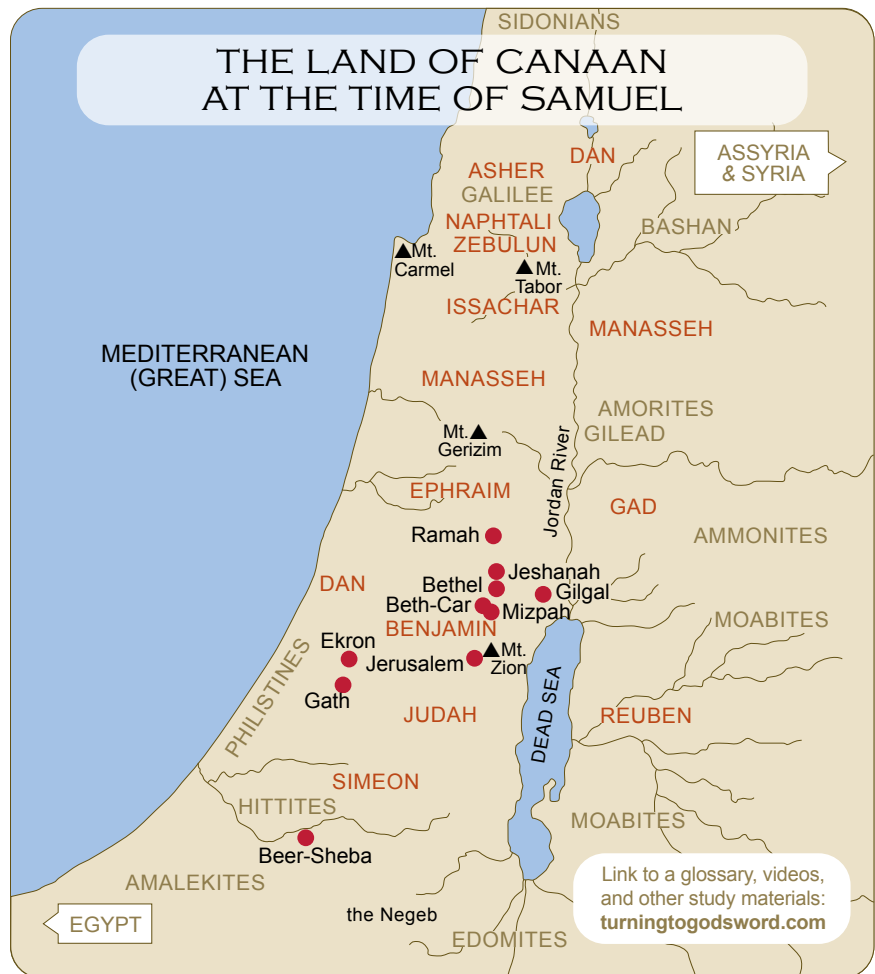 SIDONIANS
THE LAND OF CANAAN
AT THE TIME OF SAMUEL
DAN
ASSYRIA
& SYRIA
ASHER
GALILEE
NAPHTALI
ZEBULUN
BASHAN
Mt.
Carmel
Mt.
Tabor
ISSACHAR
MANASSEH
MEDITERRANEAN
(GREAT) SEA
MANASSEH
AMORITES
GILEAD
Mt.
Gerizim
Jordan River
EPHRAIM
GAD
Ramah
AMMONITES
Jeshanah
DAN
Bethel
Gilgal
Beth-Car
Mizpah
BENJAMIN
MOABITES
Ekron
Jerusalem
Mt.
Zion
Gath
PHILISTINES
JUDAH
DEAD SEA
REUBEN
SIMEON
HITTITES
MOABITES
Beer-Sheba
AMALEKITES
the Negeb
EGYPT
EDOMITES
Link to a glossary, videos,
and other study materials:
turningtogodsword.com